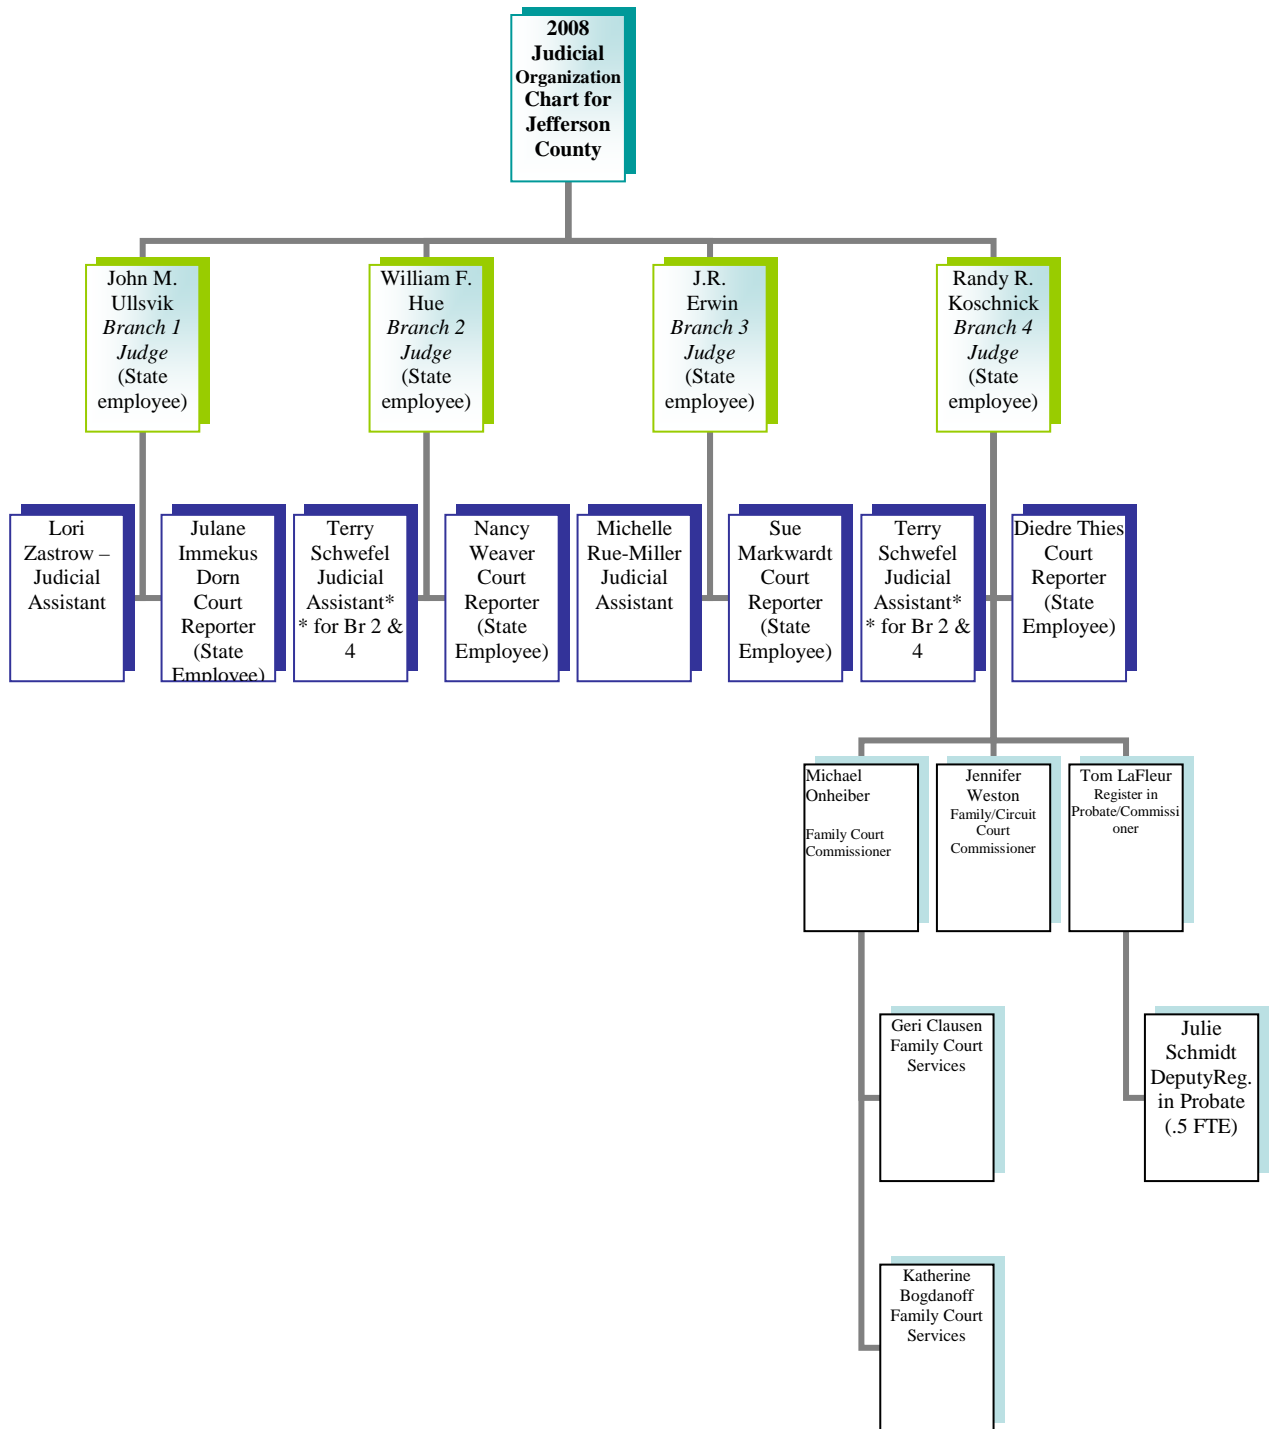 2008
Judicial
Organization
Chart for
Jefferson
County
John M.
Ullsvik
Branch 1
Judge
(State
employee)
William F.
Hue
Branch 2
Judge
(State
employee)
J.R.
Erwin
Branch 3
Judge
(State
employee)
Randy R.
Koschnick
Branch 4
Judge
(State
employee)
Lori
Zastrow –
Judicial
Assistant
Julane
Immekus
Dorn
Court
Reporter
(State
Employee)
Terry
Schwefel
Judicial
Assistant*
* for Br 2 &
4
Nancy
Weaver
Court
Reporter
(State
Employee)
Michelle
Rue-Miller
Judicial
Assistant
Sue
Markwardt
Court
Reporter
(State
Employee)
Terry
Schwefel
Judicial
Assistant*
* for Br 2 &
4
Diedre Thies
Court
Reporter
(State
Employee)
Michael
Onheiber
Family Court
Commissioner
Jennifer
Weston
Family/Circuit
Court
Commissioner
Tom LaFleur
Register in
Probate/Commissi
oner
Geri Clausen
Family Court
Services
Julie
Schmidt
DeputyReg.
in Probate
(.5 FTE)
Katherine
Bogdanoff
Family Court
Services